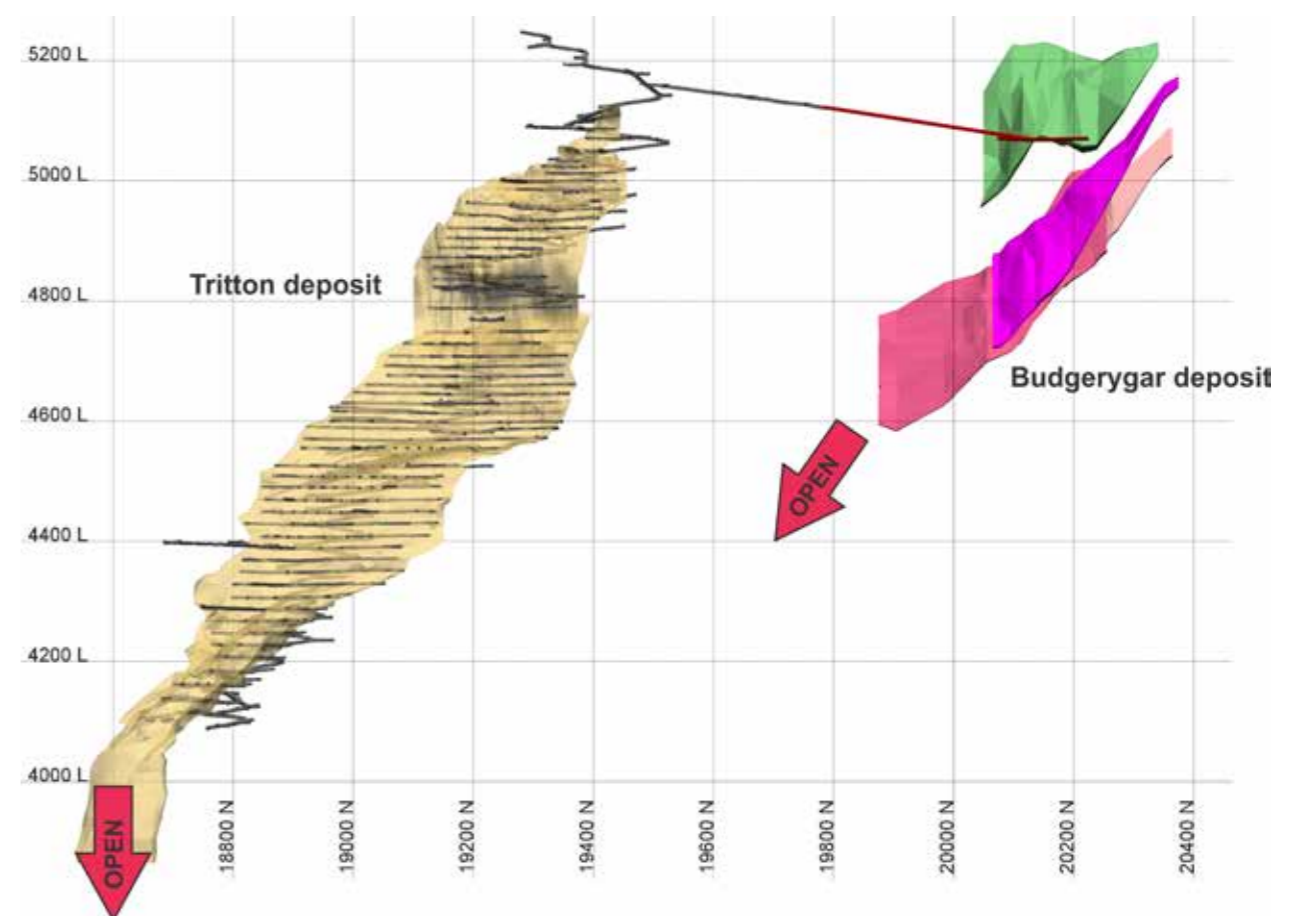 5200 L
5000 L
Tritton deposit
4800 L
Budgerygar deposit
4600 L
OPEN
4400 L
4200 L
4000 L
OPEN
18800 N
19000 N
19200 N
19400 N
19600 N
19800 N
20000 N
20200 N
20400 N